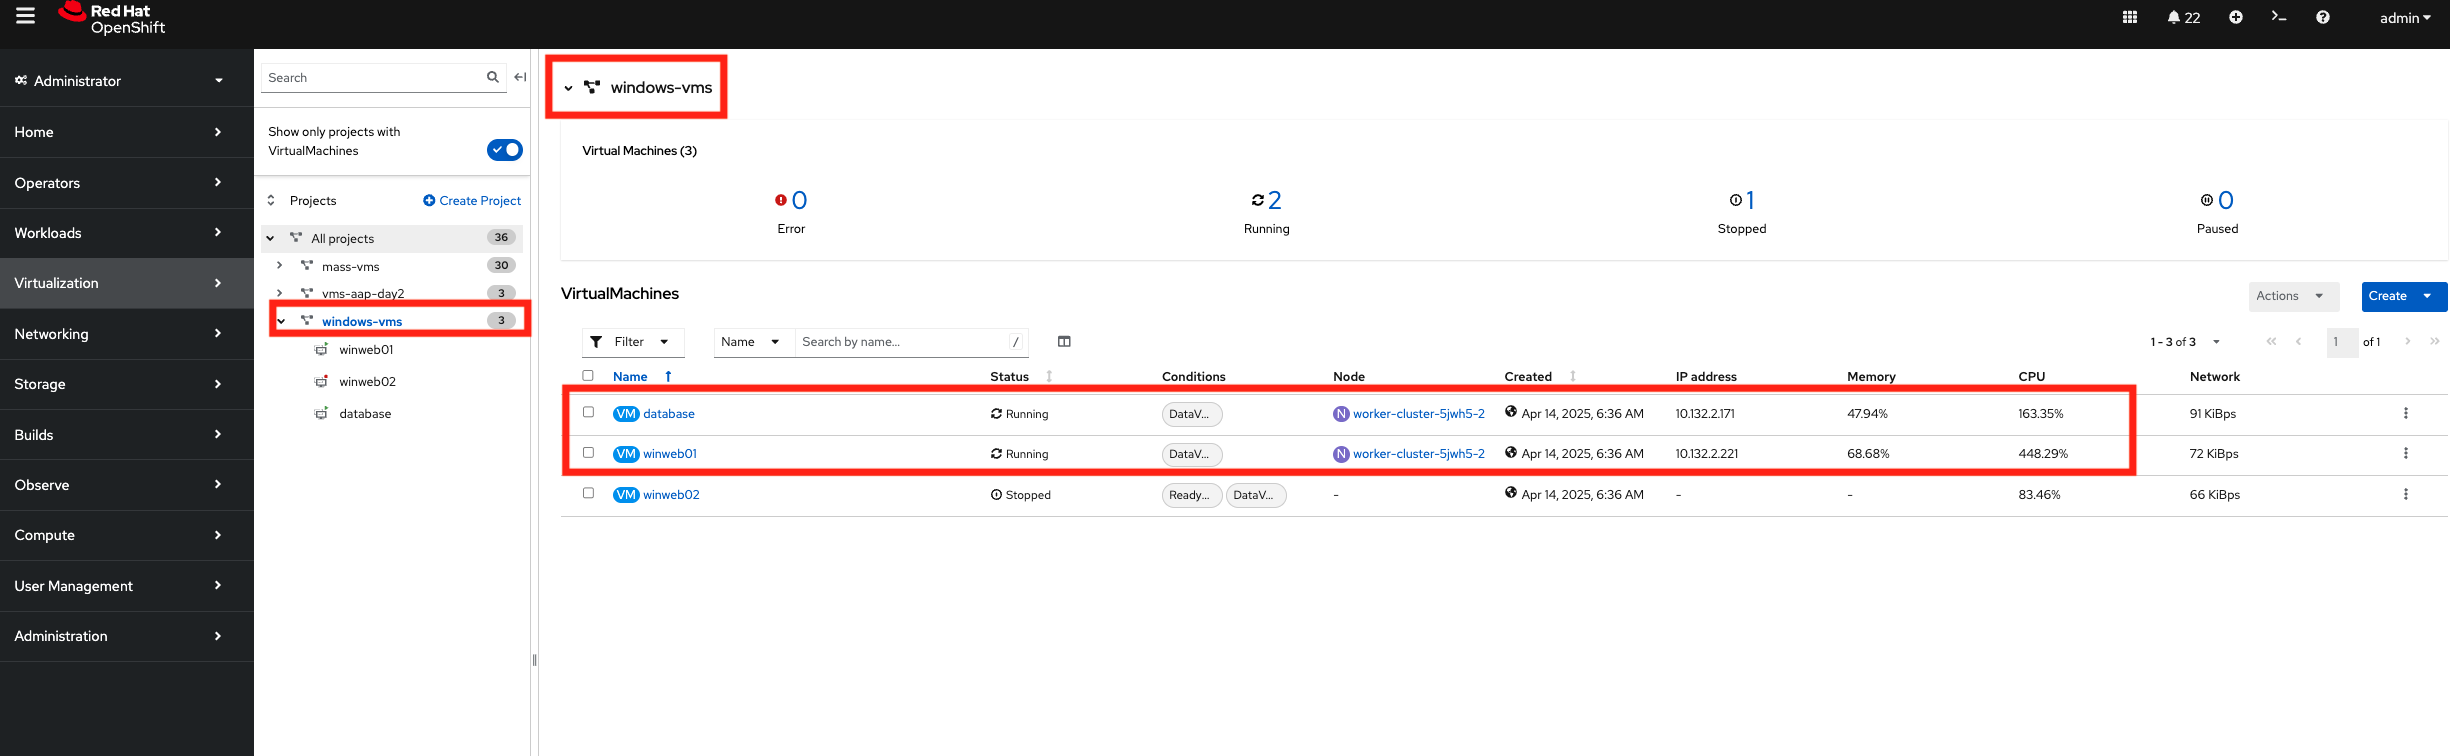 Red Hat
OpenShift
22
admin
Administrator
Home
Operators
Workloads
Virtualization
Networking
Storage
Builds
Observe
Compute
User Management
Administration
Search
Show only projects with
VirtualMachines
Projects
Create Project
All projects 36
mass-vms 30
vms-aap-day2 3
windows-vms 3
winweb01
winweb02
database
windows-vms
Virtual Machines (3)
0 2 1 0
Error Running Stopped Paused
VirtualMachines
Actions Create
Filter Name Search by name... / 1 - 3 of 3 1 of 1
Name Status Conditions Node Created IP address Memory CPU Network
VM database Running DataV... N worker-cluster-5jwh5-2 Apr 14, 2025, 6:36 AM 10.132.2.171 47.94% 163.35% 91 KiBps
VM winweb01 Running DataV... N worker-cluster-5jwh5-2 Apr 14, 2025, 6:36 AM 10.132.2.221 68.68% 448.29% 72 KiBps
VM winweb02 Stopped Ready... DataV... - Apr 14, 2025, 6:36 AM - - 83.46% 66 KiBps